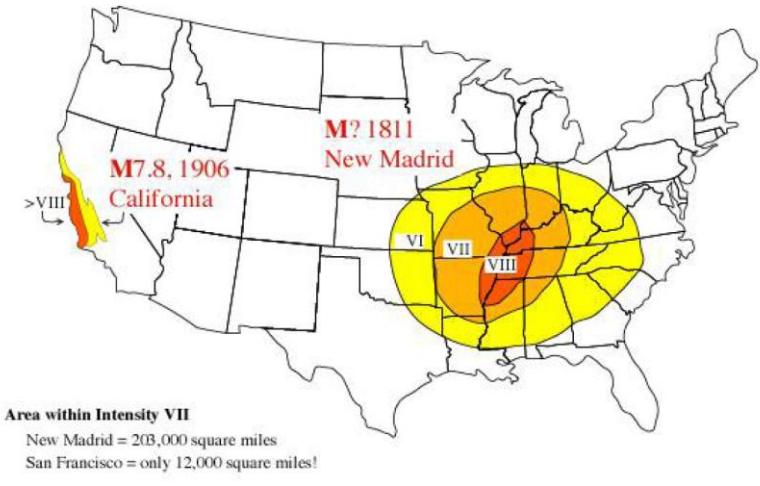 M? 1811
New Madrid
M7.8, 1906
California
>VIII
VI
VII
VIII
Area within Intensity VII
New Madrid = 203,000 square miles
San Francisco = only 12,000 square miles!